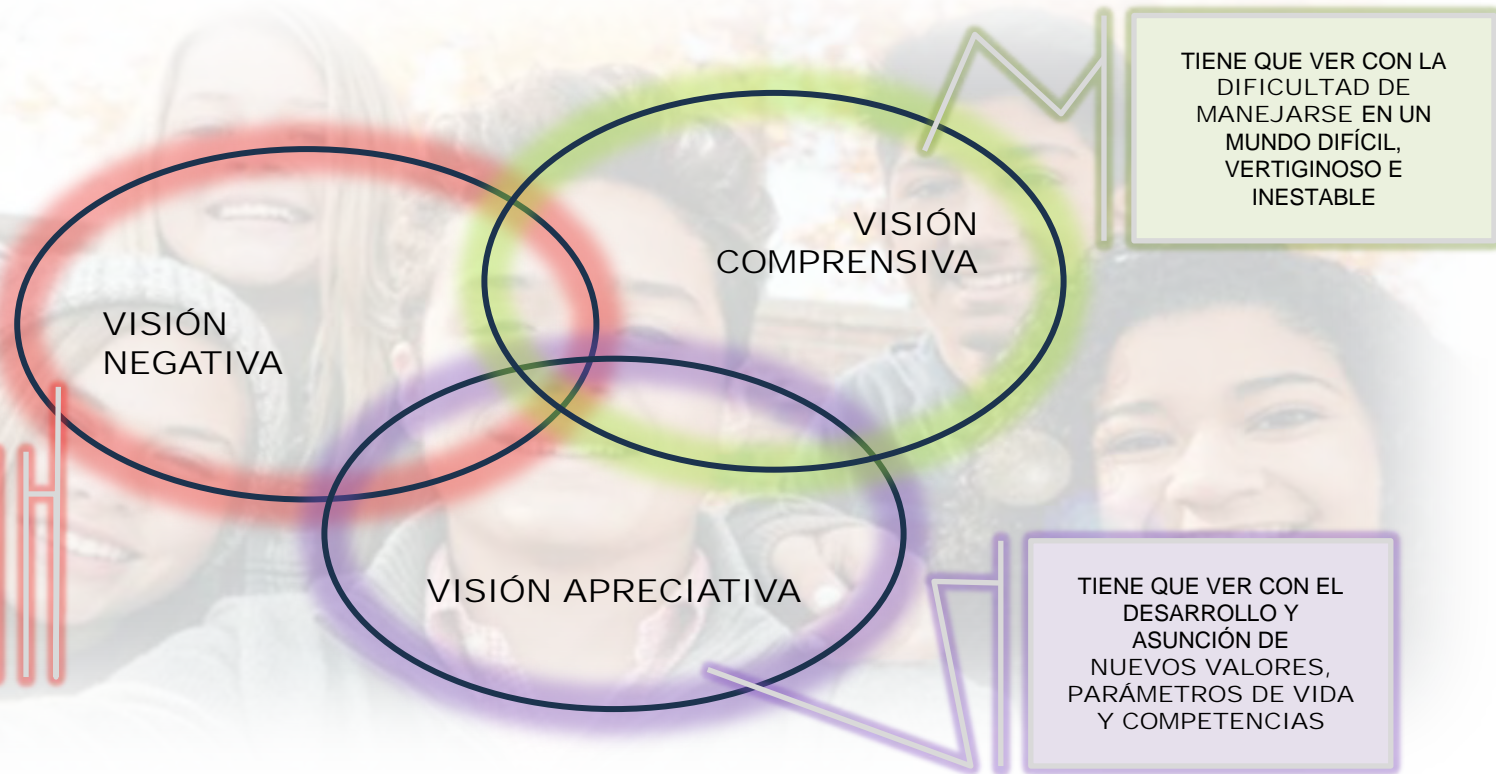 TIENE QUE VER CON LA
DIFICULTAD DE
MANEJARSE EN UN
MUNDO DIFÍCIL,
VERTIGINOSO E
INESTABLE
VISIÓN
COMPRENSIVA
VISIÓN
NEGATIVA
VISIÓN APRECIATIVA
TIENE QUE VER CON EL
DESARROLLO Y
ASUNCIÓN DE
NUEVOS VALORES,
PARÁMETROS DE VIDA
Y COMPETENCIAS